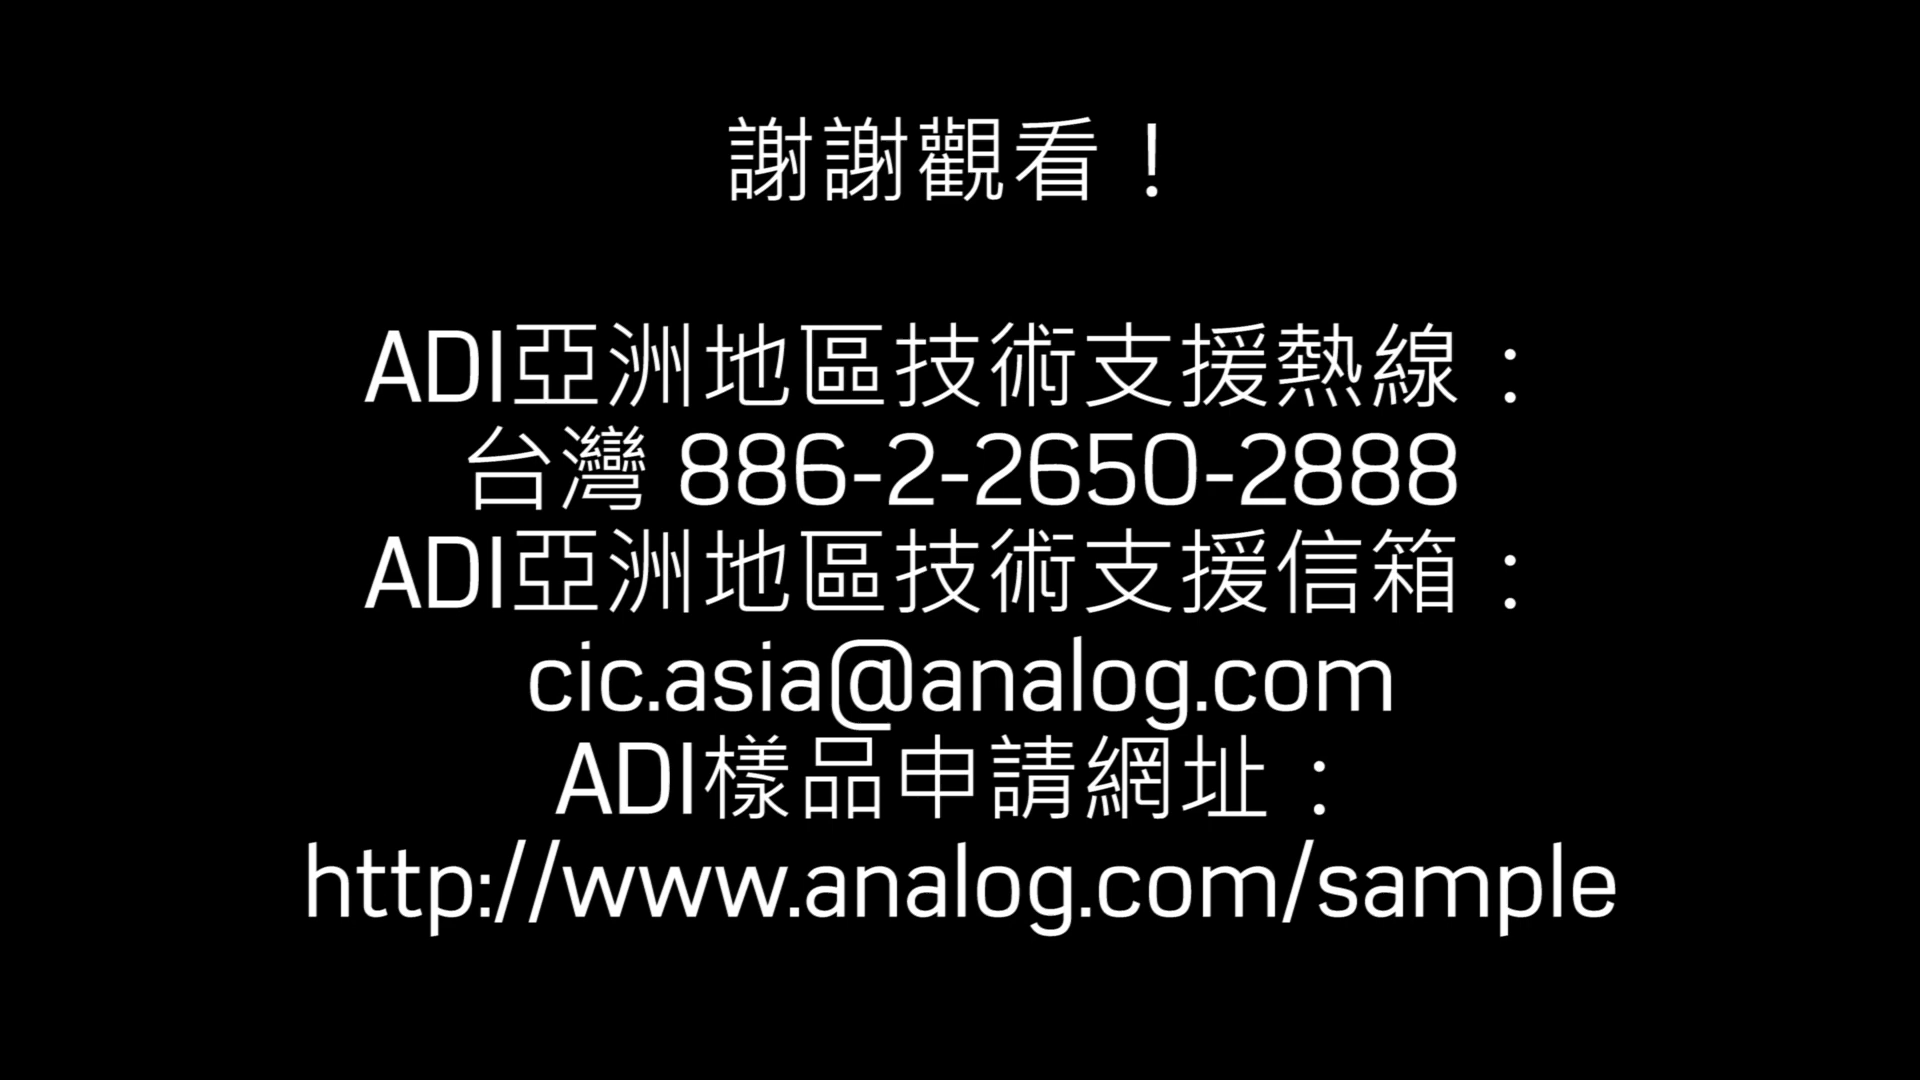 謝謝觀看！
ADI亞洲地區技術支援熱線：
台灣 886-2-2650-2888
ADI亞洲地區技術支援信箱：
cic.asia@analog.com
ADI樣品申請網址：
http://www.analog.com/sample